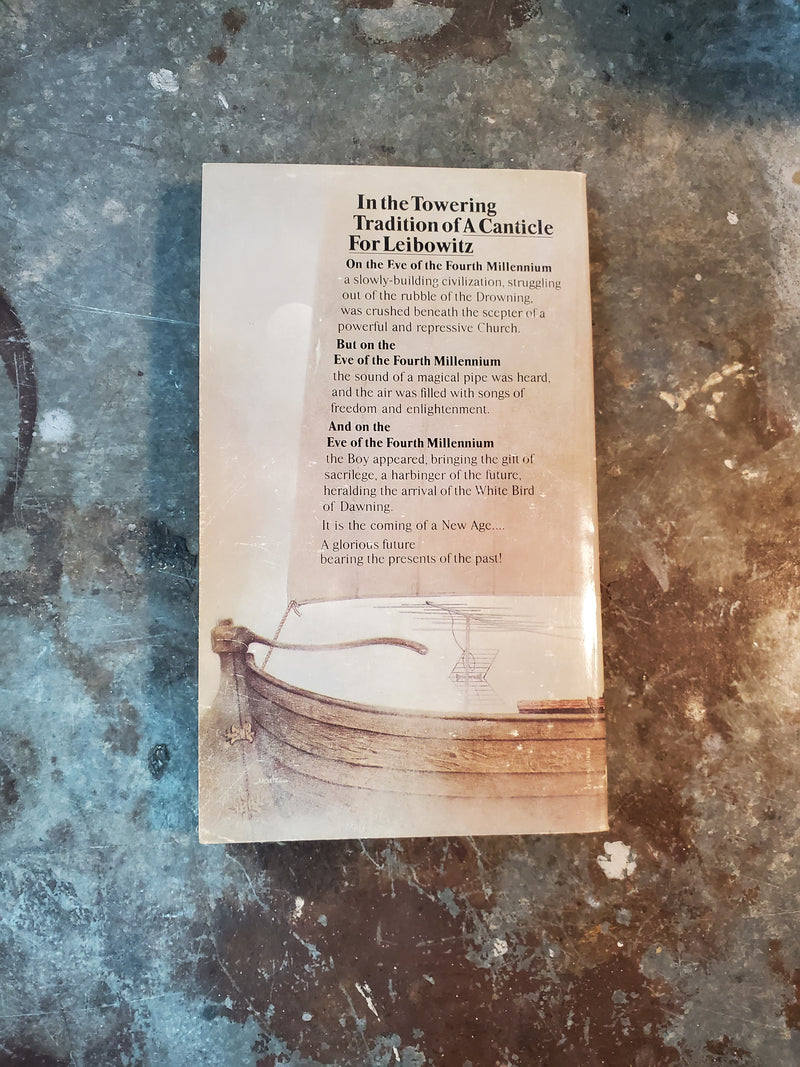 In the Towering
Tradition of A Canticle
For Leibowitz
On the Eve of the Fourth Millennium
a slowly-building civilization, struggling
out of the rubble of the Drowning,
was crushed beneath the scepter of a
powerful and repressive Church.
But on the
Eve of the Fourth Millennium
the sound of a magical pipe was heard,
and the air was filled with songs of
freedom and enlightenment.
And on the
Eve of the Fourth Millennium
the Boy appeared, bringing the gift of
sacrilege, a harbinger of the future,
heralding the arrival of the White Bird
of Dawning.
It is the coming of a New Age....
A glorious future
bearing the presents of the past!